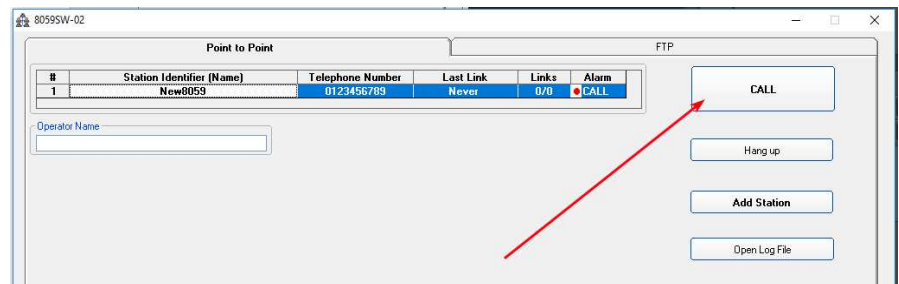 8059SW-02
Point to Point
FTP
# Station Identifier (Name) Telephone Number Last Link Links Alarm
1 New8059 0123456789 Never 0/0 CALL
CALL
Operator Name
Hang up
Add Station
Open Log File